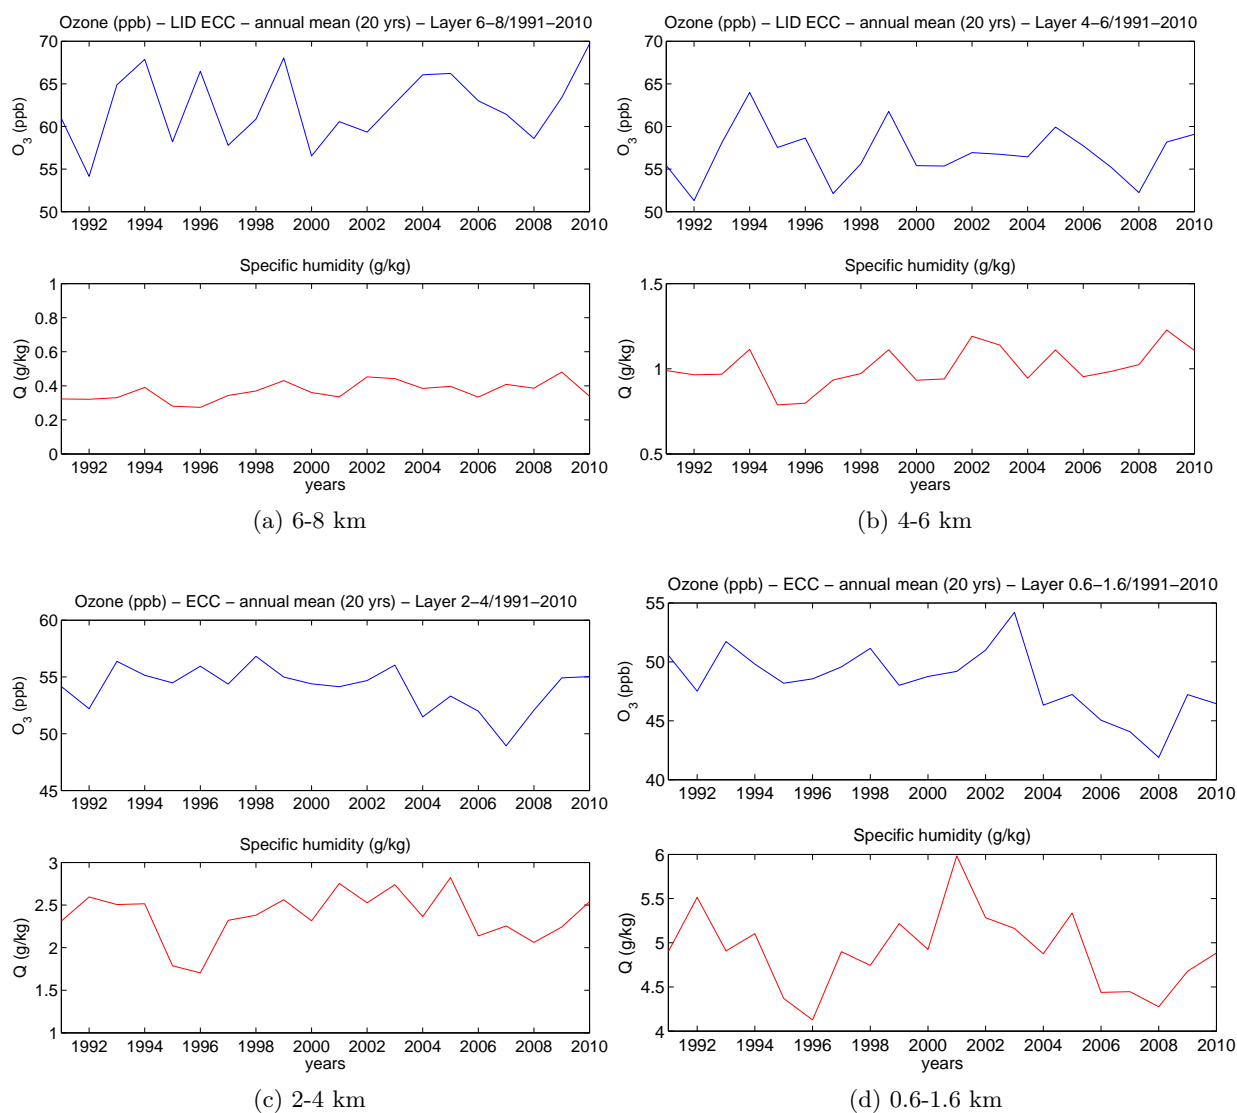 Ozone (ppb) − LID ECC − annual mean (20 yrs) − Layer 6−8/1991−2010
70
65
60
55
50
O3 (ppb)
1992 1994 1996 1998 2000 2002 2004 2006 2008 2010
Specific humidity (g/kg)
1
0.8
0.6
0.4
0.2
0
Q (g/kg)
1992 1994 1996 1998 2000 2002 2004 2006 2008 2010
years
(a) 6-8 km
Ozone (ppb) − LID ECC − annual mean (20 yrs) − Layer 4−6/1991−2010
70
65
60
55
50
O3 (ppb)
1992 1994 1996 1998 2000 2002 2004 2006 2008 2010
Specific humidity (g/kg)
1.5
1
0.5
Q (g/kg)
1992 1994 1996 1998 2000 2002 2004 2006 2008 2010
years
(b) 4-6 km
Ozone (ppb) − ECC − annual mean (20 yrs) − Layer 2−4/1991−2010
60
55
50
45
O3 (ppb)
1992 1994 1996 1998 2000 2002 2004 2006 2008 2010
Specific humidity (g/kg)
3
2.5
2
1.5
1
Q (g/kg)
1992 1994 1996 1998 2000 2002 2004 2006 2008 2010
years
(c) 2-4 km
Ozone (ppb) − ECC − annual mean (20 yrs) − Layer 0.6−1.6/1991−2010
55
50
45
40
O3 (ppb)
1992 1994 1996 1998 2000 2002 2004 2006 2008 2010
Specific humidity (g/kg)
6
5.5
5
4.5
4
Q (g/kg)
1992 1994 1996 1998 2000 2002 2004 2006 2008 2010
years
(d) 0.6-1.6 km